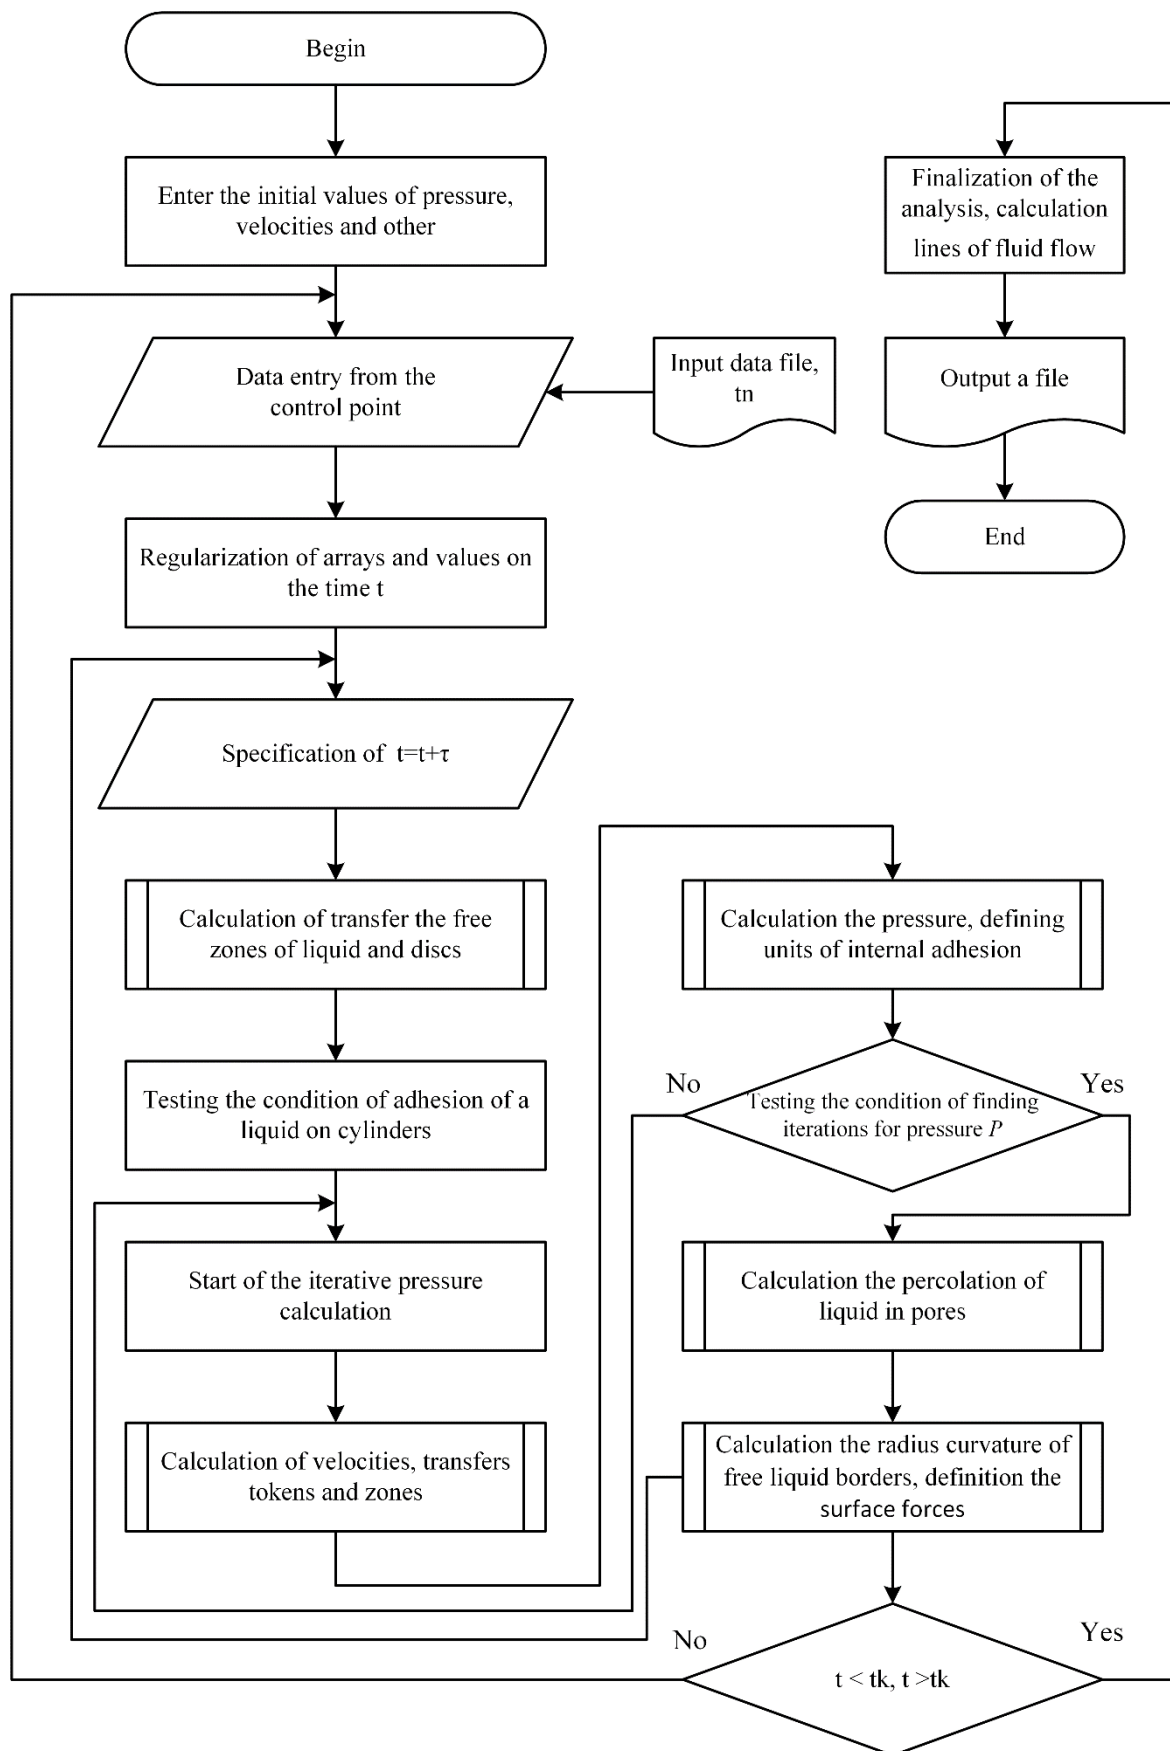 Begin
Enter the initial values of pressure,
velocities and other
Data entry from the
control point
Input data file,
tn
Regularization of arrays and values on
the time t
Specification of t=t+τ
Calculation of transfer the free
zones of liquid and discs
Testing the condition of adhesion of a
liquid on cylinders
Start of the iterative pressure
calculation
Calculation of velocities, transfers
tokens and zones
Calculation the pressure, defining
units of internal adhesion
No
Yes
Testing the condition of finding
iterations for pressure P
Calculation the percolation of
liquid in pores
Calculation the radius curvature of
free liquid borders, definition the
surface forces
No
Yes
t < tk, t >tk
Finalization of the
analysis, calculation
lines of fluid flow
Output a file
End